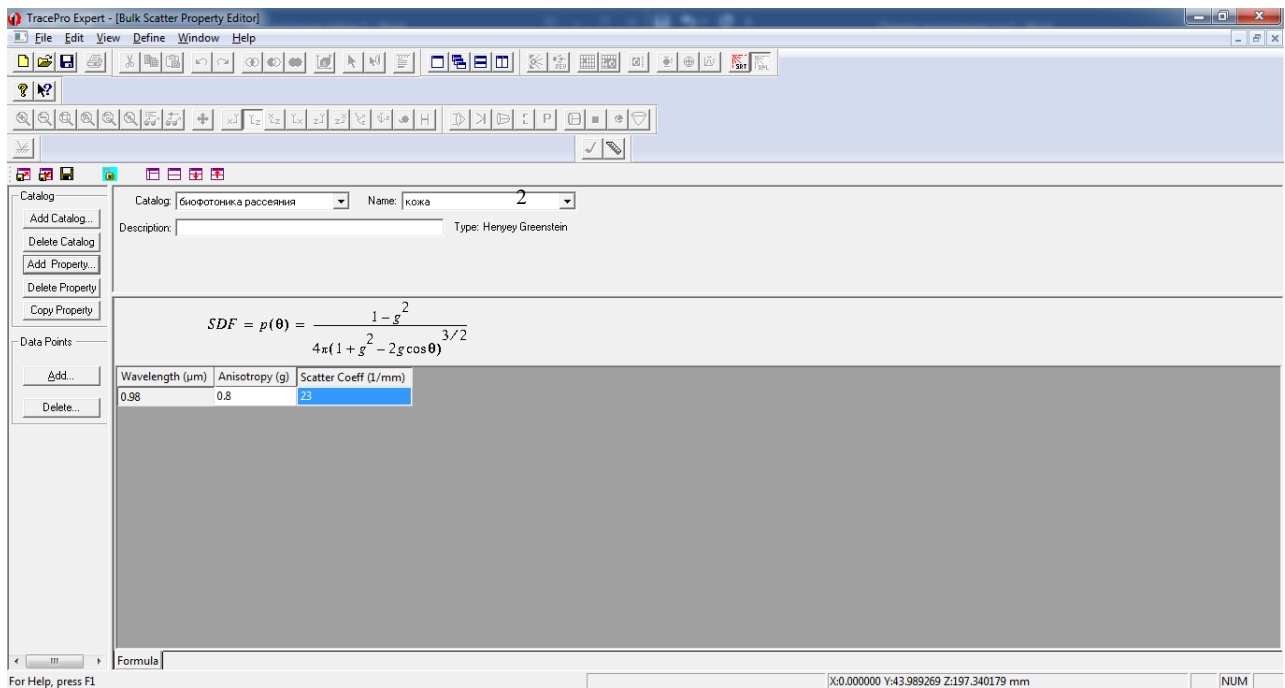 TracePro Expert - [Bulk Scatter Property Editor]
File Edit View Define Window Help
Catalog
Add Catalog...
Delete Catalog
Add Property...
Delete Property
Copy Property
Catalog: биофотоника рассеяния Name: кожа 2
Description: Type: Henyey Greenstein
SDF = p(θ) = (1 - g^2) / (4π(1 + g^2 - 2g cosθ)^3/2)
Data Points
Add...
Delete...
Wavelength (µm) Anisotropy (g) Scatter Coeff (1/mm)
0.98 0.8 23
Formula
For Help, press F1 X:0.000000 Y:43.989269 Z:197.340179 mm NUM